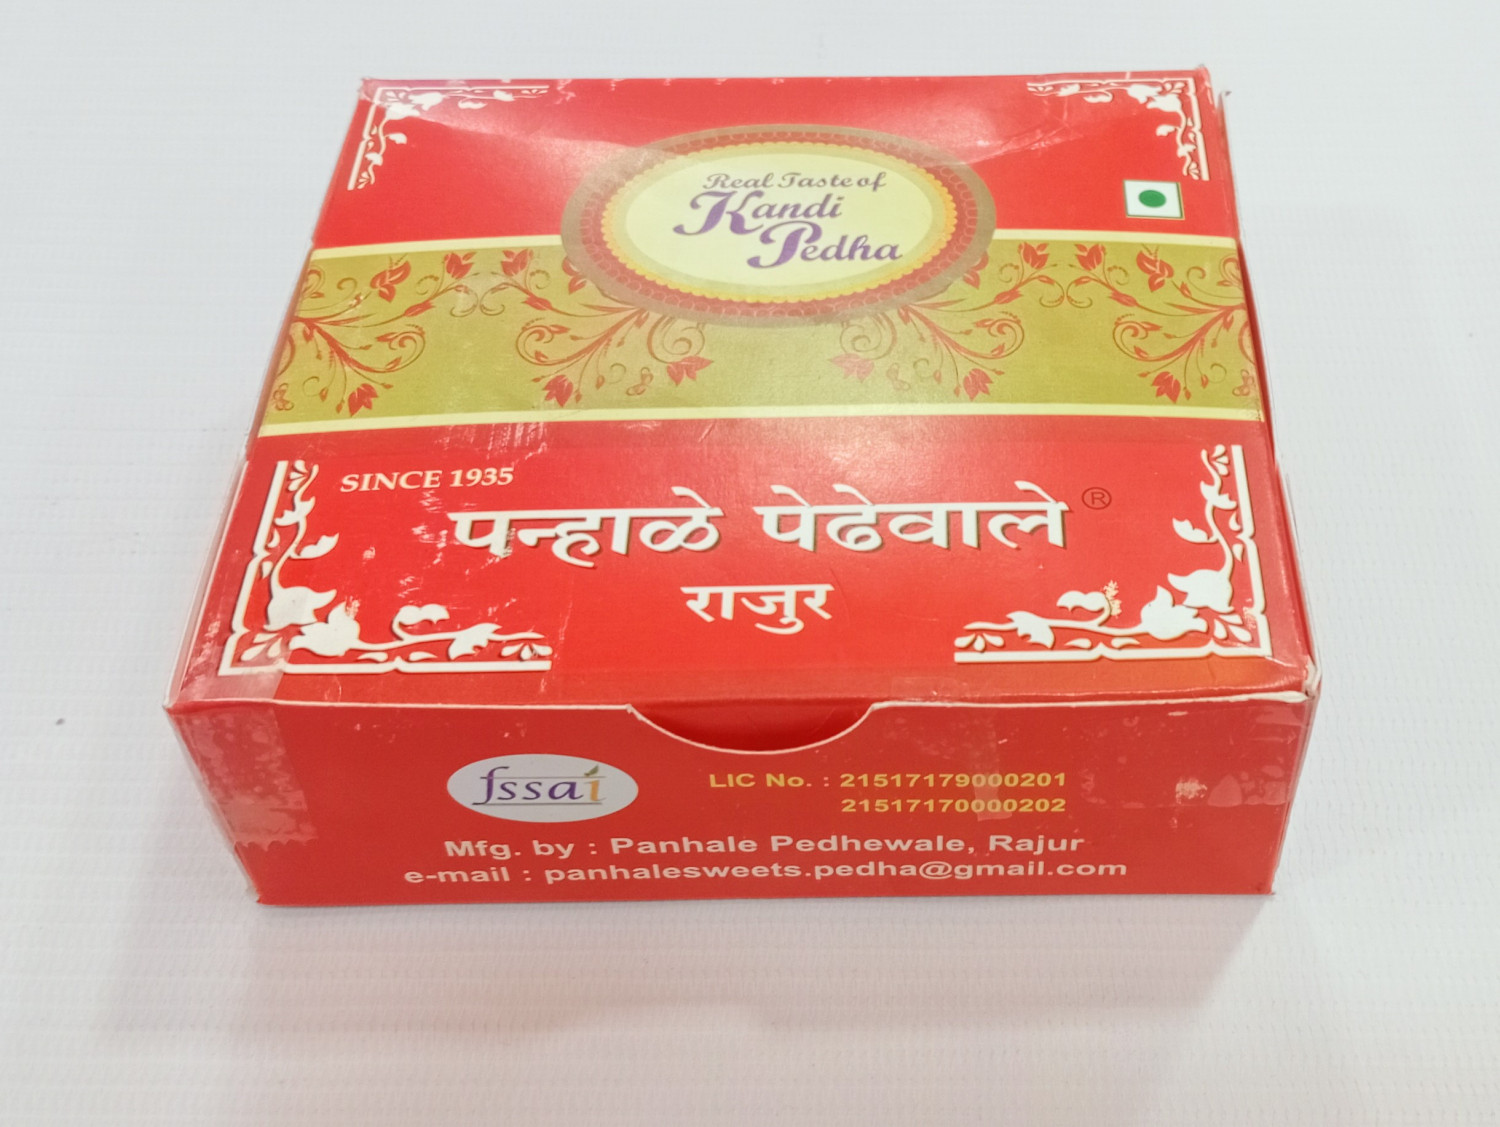 Real Taste of
Kandi
Pedha
SINCE 1935
पन्हाळे पेढेवाले ®
राजुर
fssai
LIC No. : 21517179000201
21517170000202
Mfg. by : Panhale Pedhewale, Rajur
e-mail : panhalesweets.pedha@gmail.com